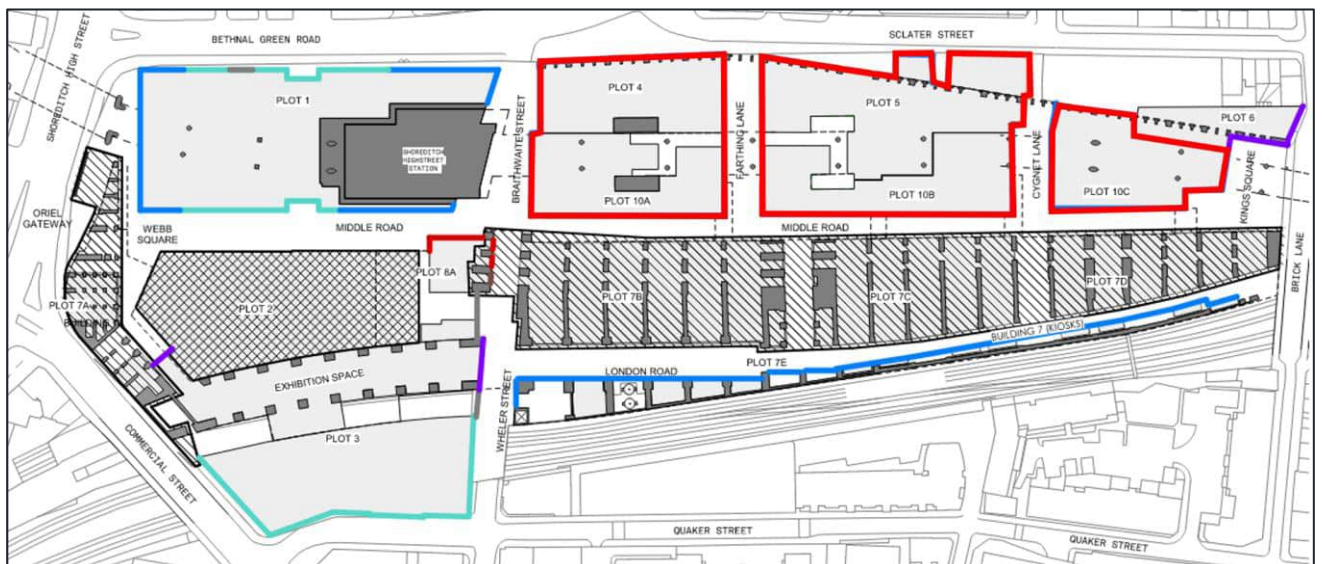 BETHNAL GREEN ROAD
SCLATER STREET
SHOREDITCH HIGH STREET
PLOT 1
PLOT 4
PLOT 5
PLOT 6
SHOREDITCH
HIGHSTREET
STATION
BRAITHWAITE STREET
FARTHING LANE
CYGNET LANE
KINGS SQUARE
BRICK LANE
PLOT 10A
PLOT 10B
PLOT 10C
ORIEL
GATEWAY
WEBB
SQUARE
MIDDLE ROAD
MIDDLE ROAD
PLOT 8A
PLOT 7A
PLOT 2
PLOT 7B
PLOT 7C
PLOT 7D
BUILDING 7 (KIOSKS)
PLOT 7E
EXHIBITION SPACE
LONDON ROAD
WHELER STREET
PLOT 3
COMMERCIAL STREET
QUAKER STREET
QUAKER STREET